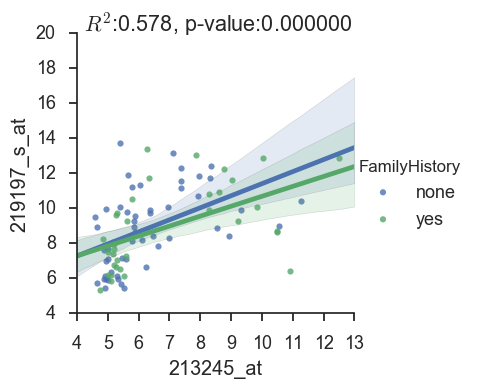 R²:0.578, p-value:0.000000
20
18
16
14
12
10
8
6
4
219197_s_at
4 5 6 7 8 9 10 11 12 13
213245_at
FamilyHistory
none
yes